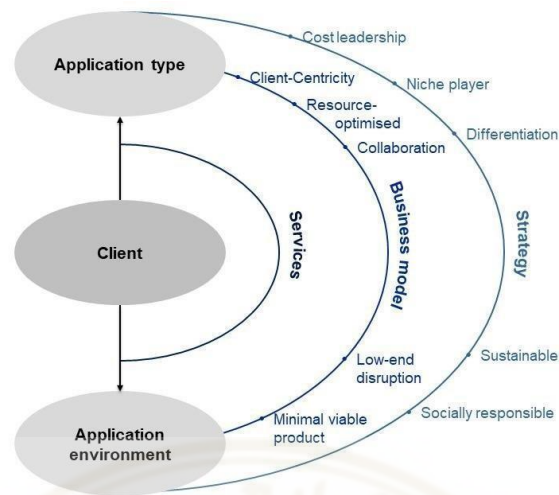 Cost leadership
Application type
Client-Centricity
Niche player
Resource-
optimised
Differentiation
Collaboration
Client
Services
Business model
Strategy
Low-end
disruption
Sustainable
Minimal viable
product
Socially responsible
Application
environment